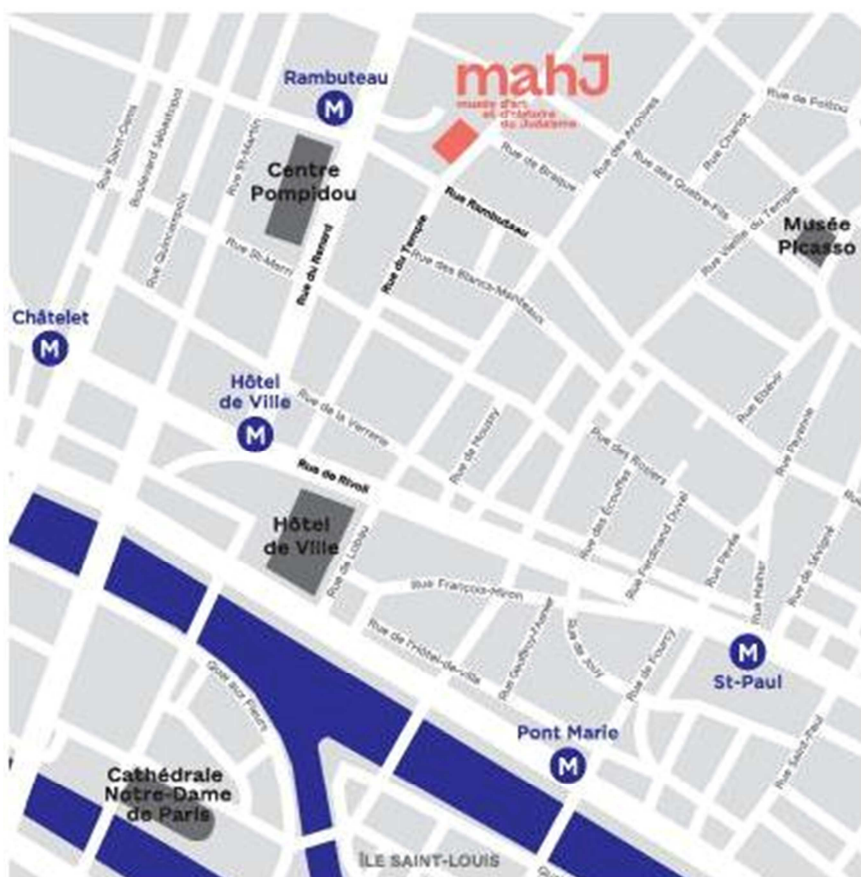 Rambuteau
M
mahJ
musée d'art
et d'histoire
du Judaïsme
Rue de Poitou
Rue Saint-Denis
Boulevard Sébastopol
Rue St-Martin
Centre
Pompidou
Rue de Braque
Rue des Archives
Rue Charlot
Rue des Quatre-Fils
Rue Vieille du Temple
Musée
Picasso
Rue Quincampoix
Rue St-Merri
Rue du Renard
Rue du Temple
Rue Rambuteau
Rue des Blancs-Manteaux
Châtelet
M
Hôtel
de Ville
M
Rue de la Verrerie
Rue de Moussy
Rue Elzévir
Rue Payenne
Rue de Rivoli
Rue des Rosiers
Rue des Ecouffes
Rue Ferdinand Duval
Rue Pavée
Rue Malher
Rue de Sévigné
Hôtel
de Ville
Rue de Lobau
Rue François-Miron
Rue de l'Hôtel-de-ville
Rue Geoffroy-l'Asnier
Rue de Jouy
Rue de Fourcy
M
St-Paul
Quai aux Fleurs
Pont Marie
M
Rue Saint-Paul
Cathédrale
Notre-Dame
de Paris
ÎLE SAINT-LOUIS